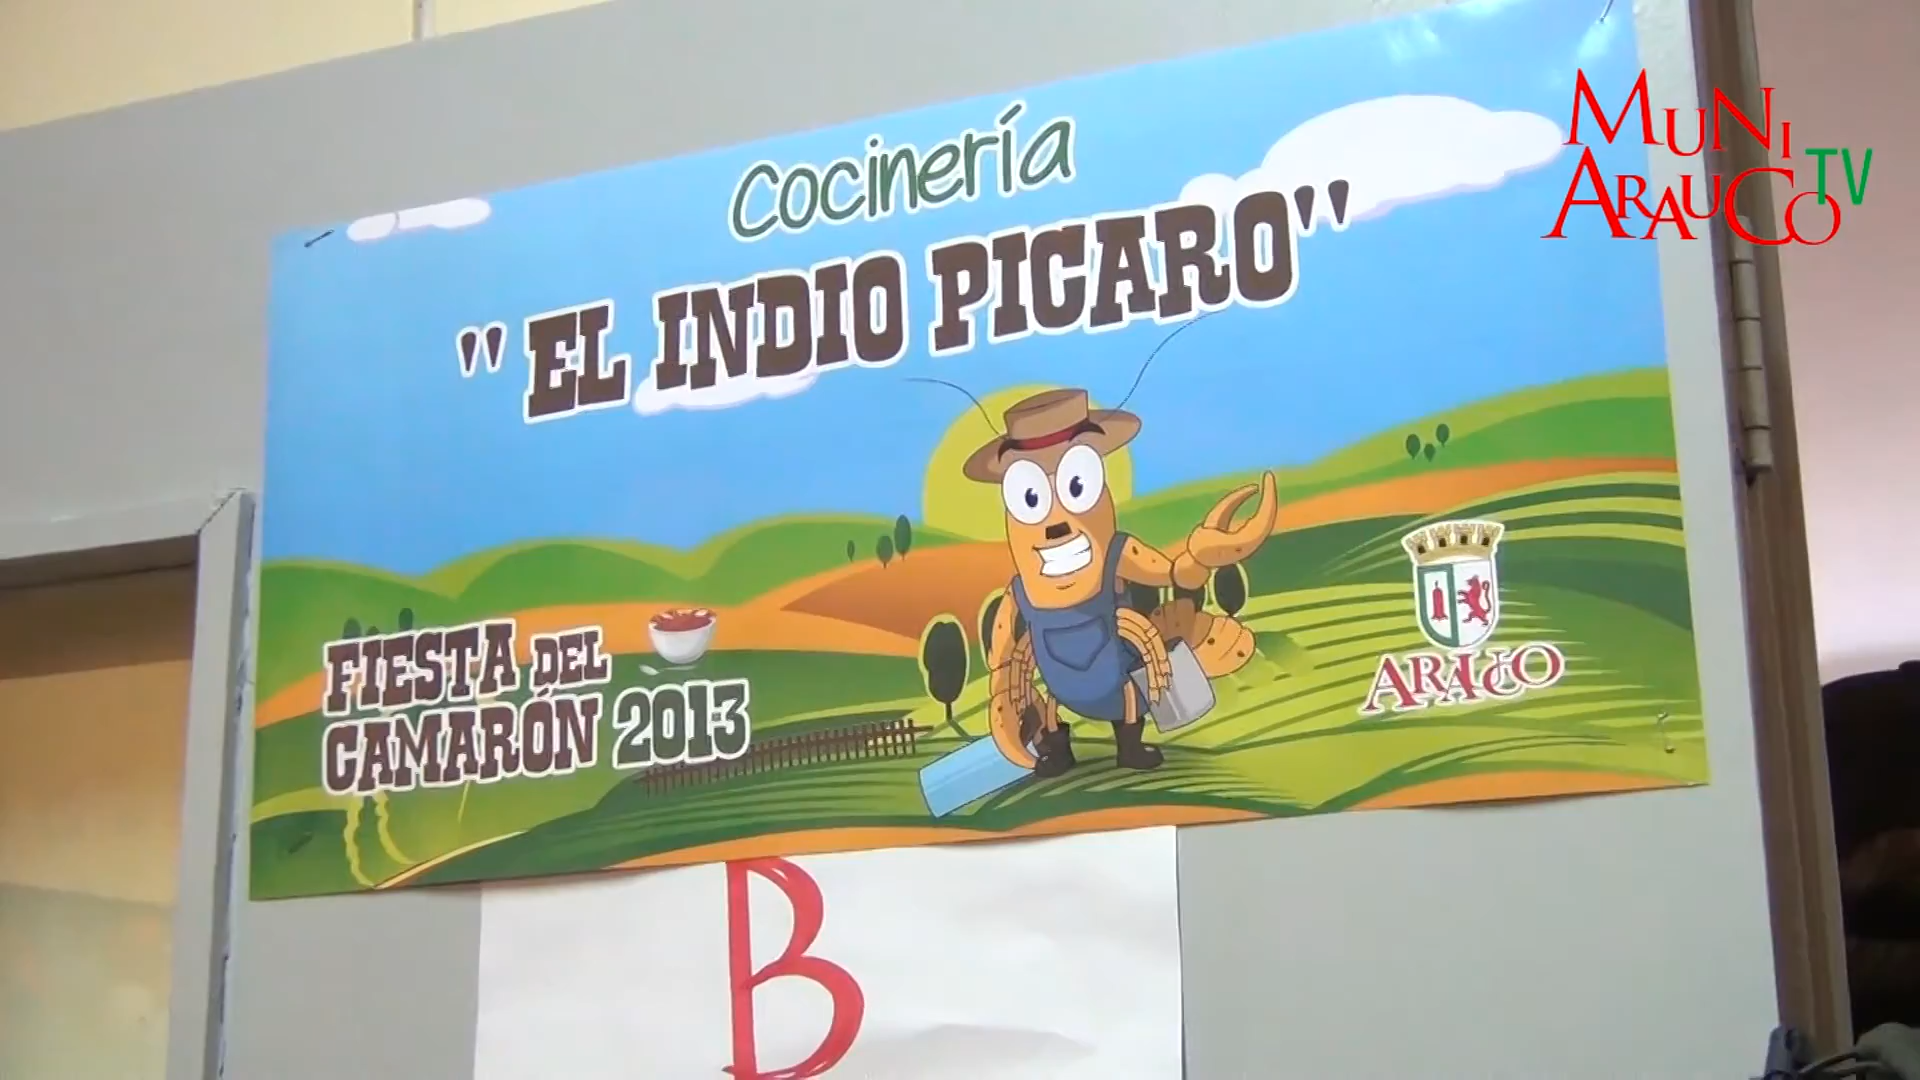 MUNI
ARAUCO TV
Cocinería
"EL INDIO PICARO"
FIESTA DEL
CAMARÓN 2013
ARAUCO
B